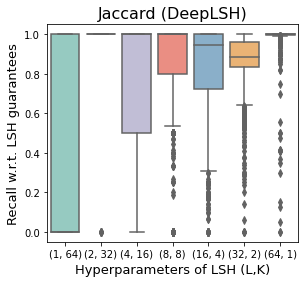 Jaccard (DeepLSH)
Recall w.r.t. LSH guarantees
1.0
0.8
0.6
0.4
0.2
0.0
(1, 64) (2, 32) (4, 16) (8, 8) (16, 4) (32, 2) (64, 1)
Hyperparameters of LSH (L,K)